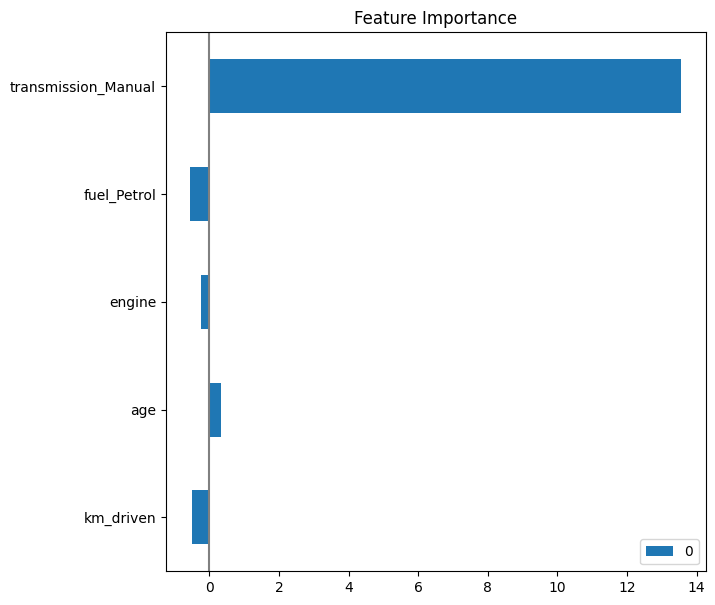 Feature Importance
transmission_Manual
fuel_Petrol
engine
age
km_driven
0
0 2 4 6 8 10 12 14